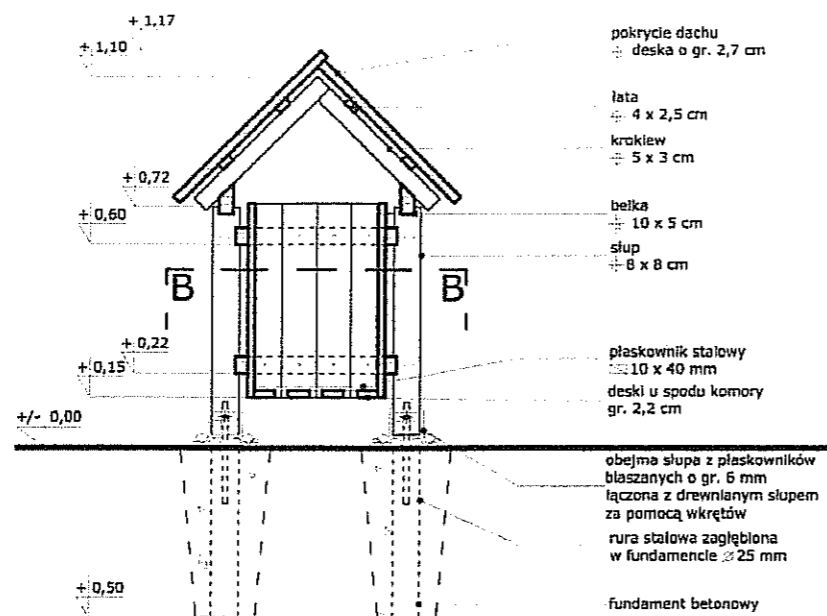 + 1,17
+ 1,10
+ 0,72
+ 0,60
B
B
+ 0,22
+ 0,15
+/- 0,00
+ 0,50
pokrycie dachu
deska o gr. 2,7 cm
łata
4 x 2,5 cm
krokiew
5 x 3 cm
belka
10 x 5 cm
słup
8 x 8 cm
płaskownik stalowy
10 x 40 mm
deski u spodu komory
gr. 2,2 cm
obejma słupa z płaskowników
blaszanych o gr. 6 mm
łączona z drewnianym słupem
za pomocą wkrętów
rura stalowa zagłębiona
w fundamencie ⌀ 25 mm
fundament betonowy